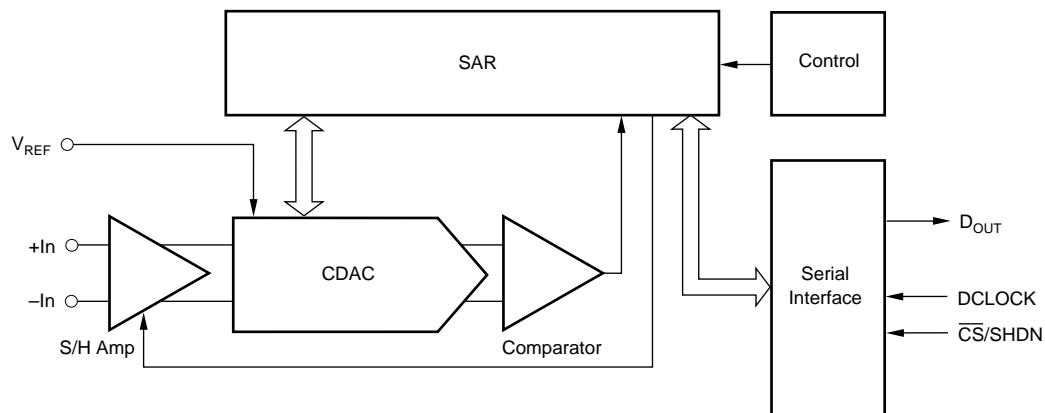 SAR
Control
VREF
+In
–In
CDAC
S/H Amp
Comparator
Serial
Interface
DOUT
DCLOCK
CS/SHDN